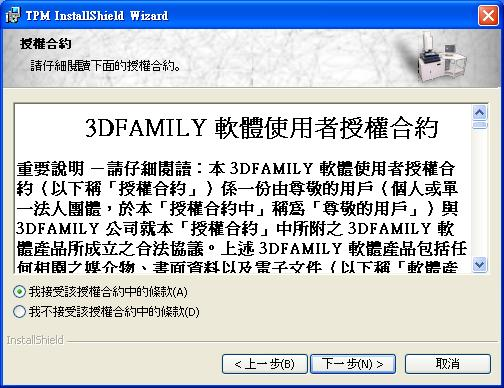 TPM InstallShield Wizard
授權合約
請仔細閱讀下面的授權合約。
3DFAMILY 軟體使用者授權合約
重要說明 －請仔細閱讀：本 3DFAMILY 軟體使用者授權合
約（以下稱「授權合約」）係一份由尊敬的用戶（個人或單
一法人團體，於本「授權合約中」稱為「尊敬的用戶」）與
3DFAMILY 公司就本「授權合約」中所附之 3DFAMILY 軟
體產品所成立之合法協議。上述 3DFAMILY 軟體產品包括任
何相關之媒介物、書面資料以及電子文件（以下稱「軟體產
我接受該授權合約中的條款(A)
我不接受該授權合約中的條款(D)
InstallShield
< 上一步(B)
下一步(N) >
取消